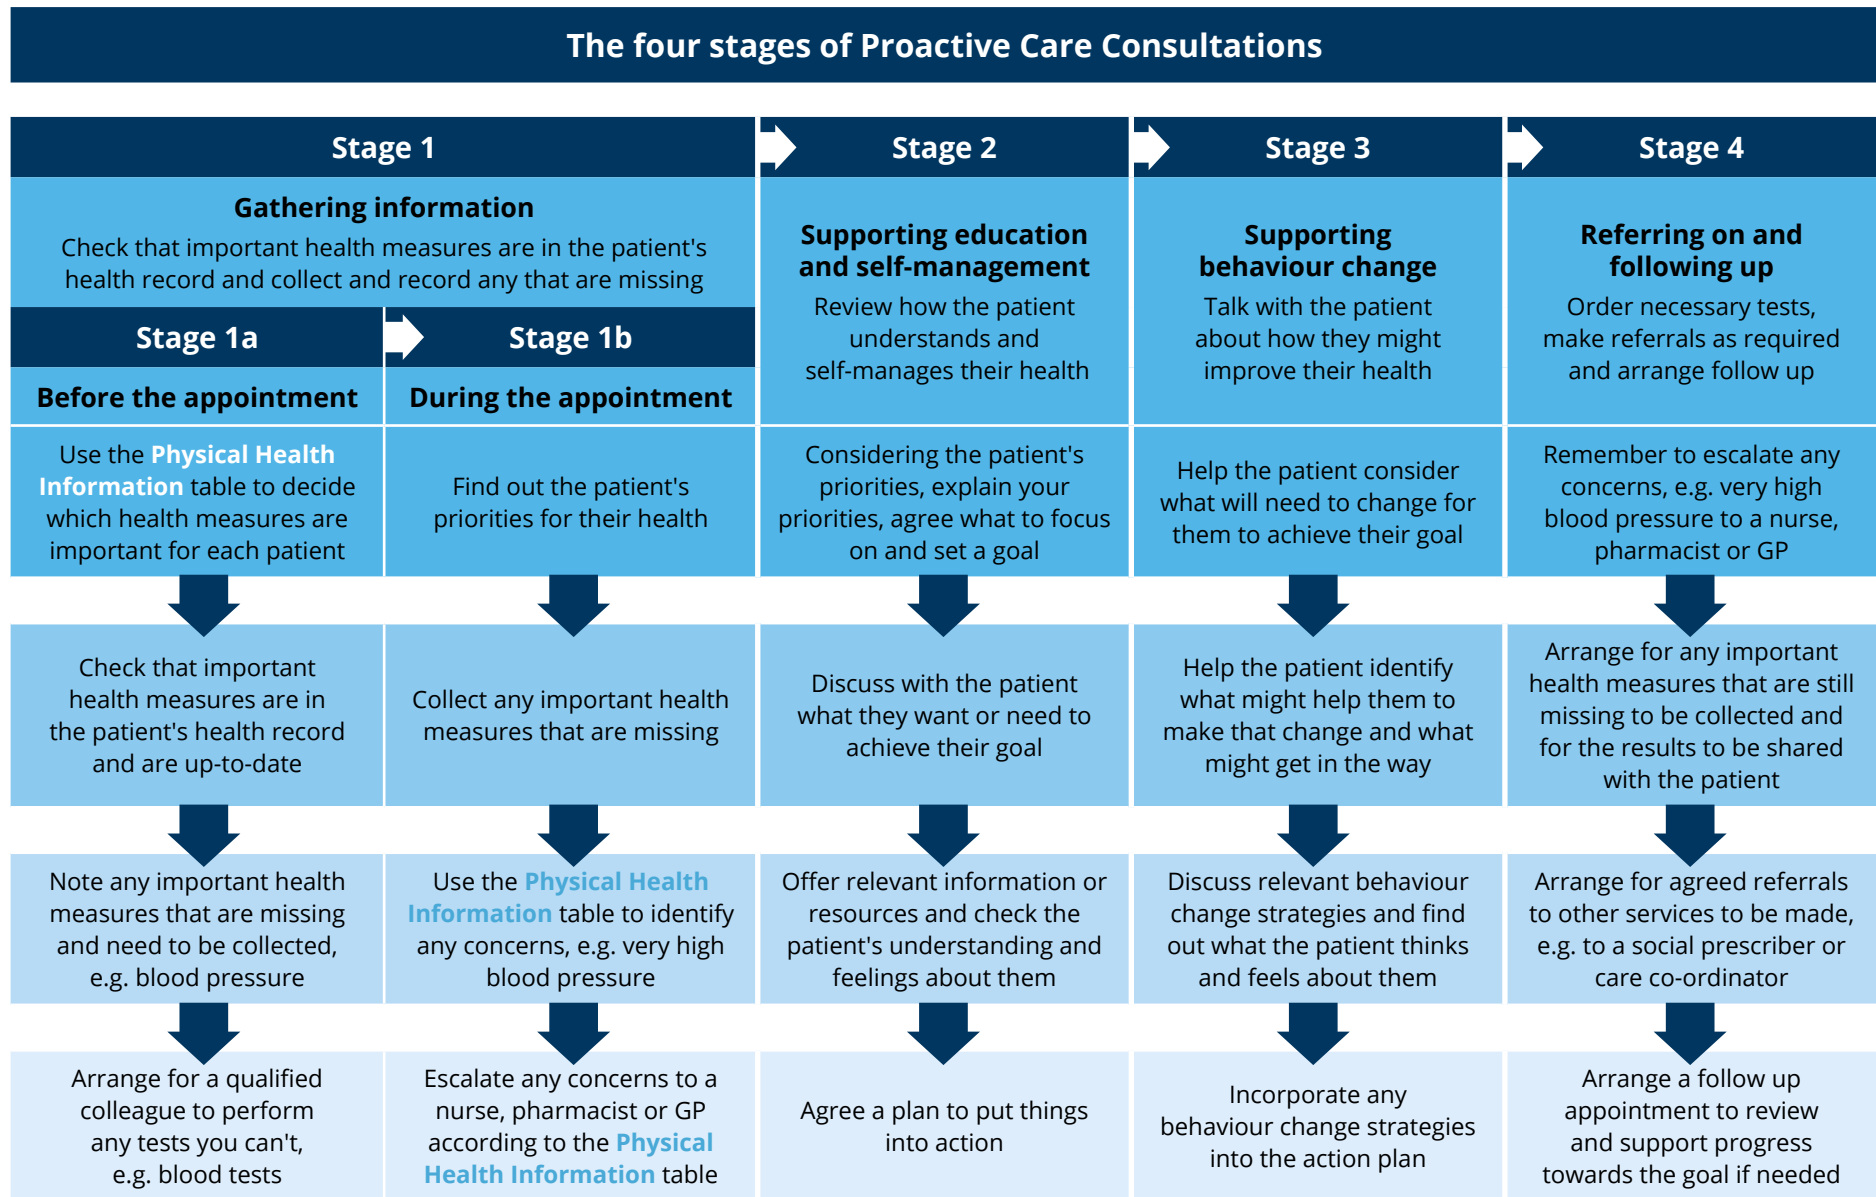 The four stages of Proactive Care Consultations
Stage 1
Gathering information
Check that important health measures are in the patient's
health record and collect and record any that are missing
Stage 1a
Before the appointment
Use the Physical Health
Information table to decide
which health measures are
important for each patient
Check that important
health measures are in
the patient's health record
and are up-to-date
Note any important health
measures that are missing
and need to be collected,
e.g. blood pressure
Arrange for a qualified
colleague to perform
any tests you can't,
e.g. blood tests
Stage 1b
During the appointment
Find out the patient's
priorities for their health
Collect any important health
measures that are missing
Use the Physical Health
Information table to identify
any concerns, e.g. very high
blood pressure
Escalate any concerns to a
nurse, pharmacist or GP
according to the Physical
Health Information table
Stage 2
Supporting education
and self-management
Review how the patient
understands and
self-manages their health
Considering the patient's
priorities, explain your
priorities, agree what to focus
on and set a goal
Discuss with the patient
what they want or need to
achieve their goal
Offer relevant information or
resources and check the
patient's understanding and
feelings about them
Agree a plan to put things
into action
Stage 3
Supporting
behaviour change
Talk with the patient
about how they might
improve their health
Help the patient consider
what will need to change for
them to achieve their goal
Help the patient identify
what might help them to
make that change and what
might get in the way
Discuss relevant behaviour
change strategies and find
out what the patient thinks
and feels about them
Incorporate any
behaviour change strategies
into the action plan
Stage 4
Referring on and
following up
Order necessary tests,
make referrals as required
and arrange follow up
Remember to escalate any
concerns, e.g. very high
blood pressure to a nurse,
pharmacist or GP
Arrange for any important
health measures that are still
missing to be collected and
for the results to be shared
with the patient
Arrange for agreed referrals
to other services to be made,
e.g. to a social prescriber or
care co-ordinator
Arrange a follow up
appointment to review
and support progress
towards the goal if needed